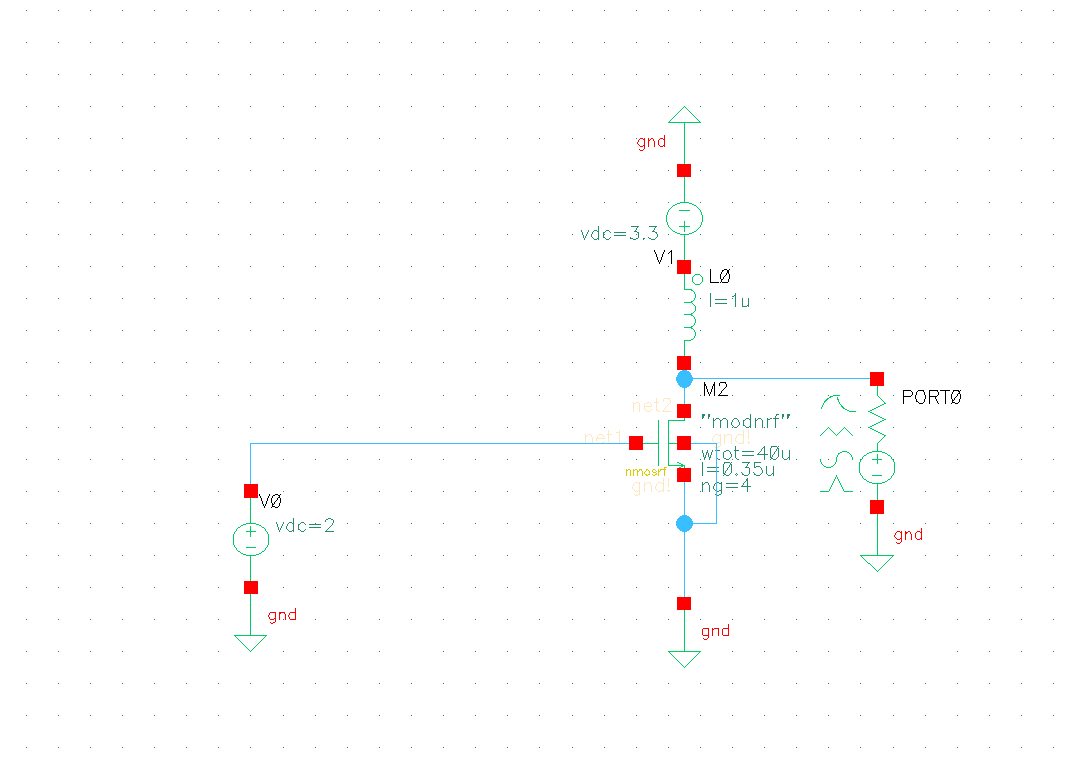 gnd
vdc=3.3
V1
L0
l=1u
M2
PORT0
net2
"modnrf"
net1
gnd!
wtot=40u
nmosrf
l=0.35u
gnd!
ng=4
V0
vdc=2
gnd
gnd
gnd